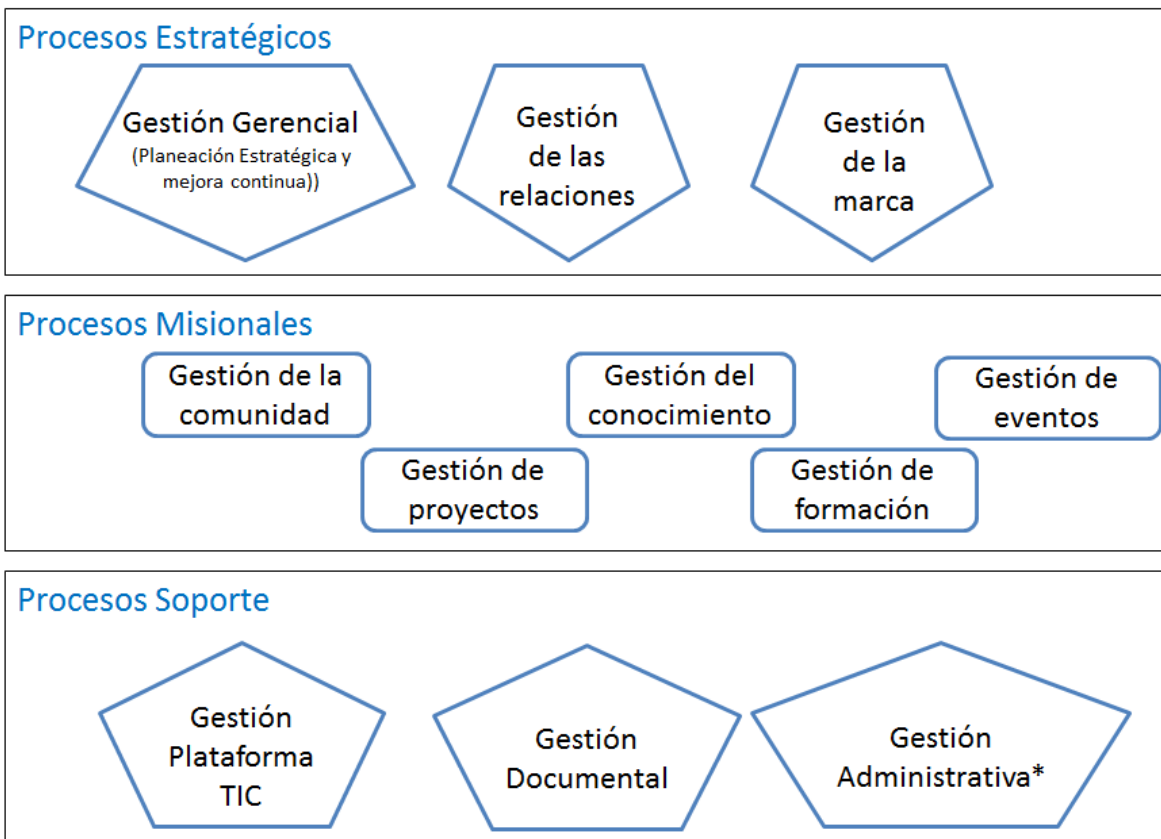 Procesos Estratégicos
Gestión Gerencial
(Planeación Estratégica y
mejora continua))
Gestión
de las
relaciones
Gestión
de la
marca
Procesos Misionales
Gestión de la
comunidad
Gestión del
conocimiento
Gestión de
eventos
Gestión de
proyectos
Gestión de
formación
Procesos Soporte
Gestión
Plataforma
TIC
Gestión
Documental
Gestión
Administrativa*